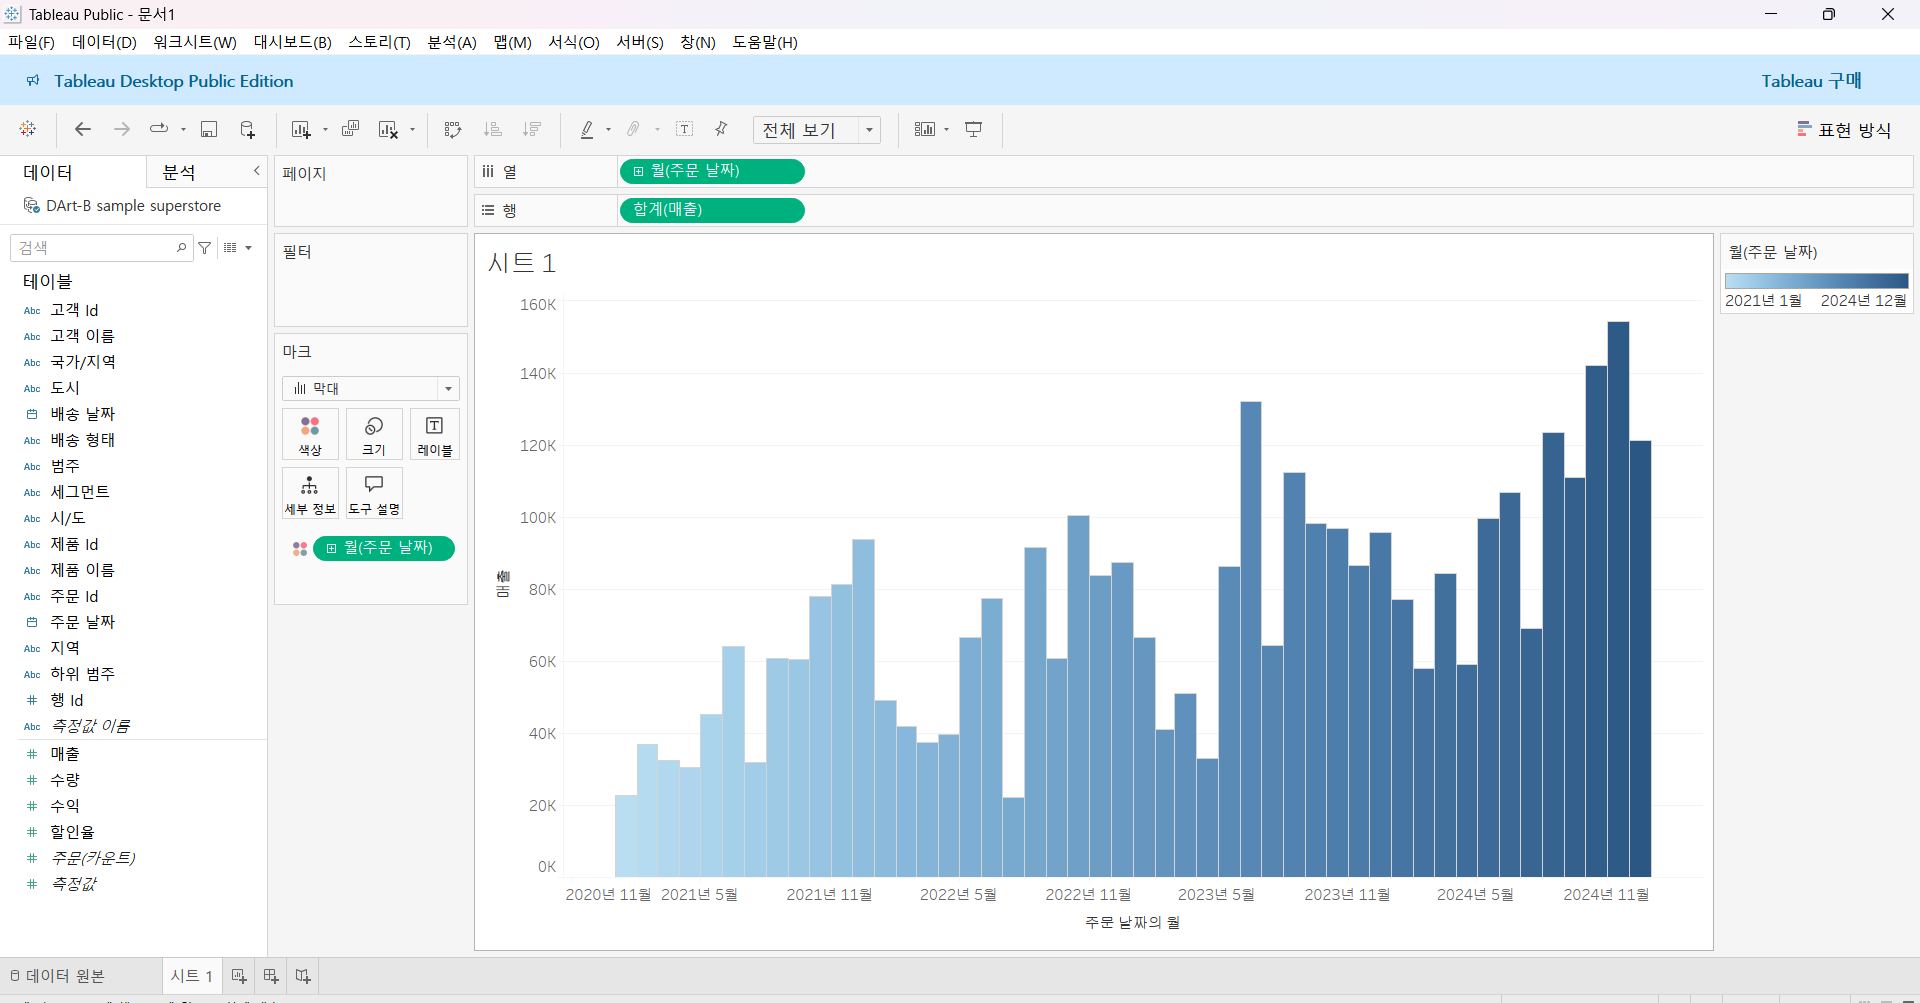 Tableau Public - 문서1
파일(F) 데이터(D) 워크시트(W) 대시보드(B) 스토리(T) 분석(A) 맵(M) 서식(O) 서버(S) 창(N) 도움말(H)
Tableau Desktop Public Edition
Tableau 구매
전체 보기
표현 방식
데이터 분석
DArt-B sample superstore
검색
테이블
Abc 고객 Id
Abc 고객 이름
Abc 국가/지역
Abc 도시
배송 날짜
Abc 배송 형태
Abc 범주
Abc 세그먼트
Abc 시/도
Abc 제품 Id
Abc 제품 이름
Abc 주문 Id
주문 날짜
Abc 지역
Abc 하위 범주
행 Id
Abc 측정값 이름
매출
수량
수익
할인율
주문(카운트)
측정값
페이지
필터
마크
막대
색상 크기 레이블
세부 정보 도구 설명
월(주문 날짜)
열 월(주문 날짜)
행 합계(매출)
시트 1
160K
140K
120K
100K
80K
60K
40K
20K
0K
매출
2020년 11월 2021년 5월 2021년 11월 2022년 5월 2022년 11월 2023년 5월 2023년 11월 2024년 5월 2024년 11월
주문 날짜의 월
월(주문 날짜)
2021년 1월 2024년 12월
데이터 원본 시트 1